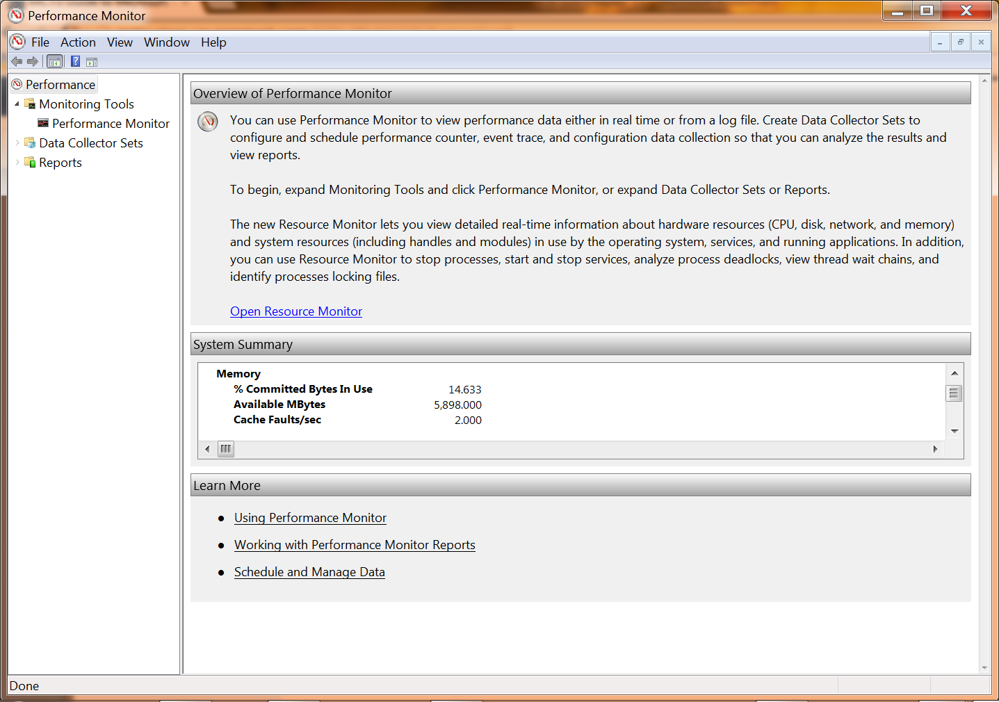 Performance Monitor
File Action View Window Help
Performance
Monitoring Tools
Performance Monitor
Data Collector Sets
Reports
Overview of Performance Monitor
You can use Performance Monitor to view performance data either in real time or from a log file. Create Data Collector Sets to
configure and schedule performance counter, event trace, and configuration data collection so that you can analyze the results and
view reports.
To begin, expand Monitoring Tools and click Performance Monitor, or expand Data Collector Sets or Reports.
The new Resource Monitor lets you view detailed real-time information about hardware resources (CPU, disk, network, and memory)
and system resources (including handles and modules) in use by the operating system, services, and running applications. In addition,
you can use Resource Monitor to stop processes, start and stop services, analyze process deadlocks, view thread wait chains, and
identify processes locking files.
Open Resource Monitor
System Summary
Memory
% Committed Bytes In Use 14.633
Available MBytes 5,898.000
Cache Faults/sec 2.000
Learn More
Using Performance Monitor
Working with Performance Monitor Reports
Schedule and Manage Data
Done